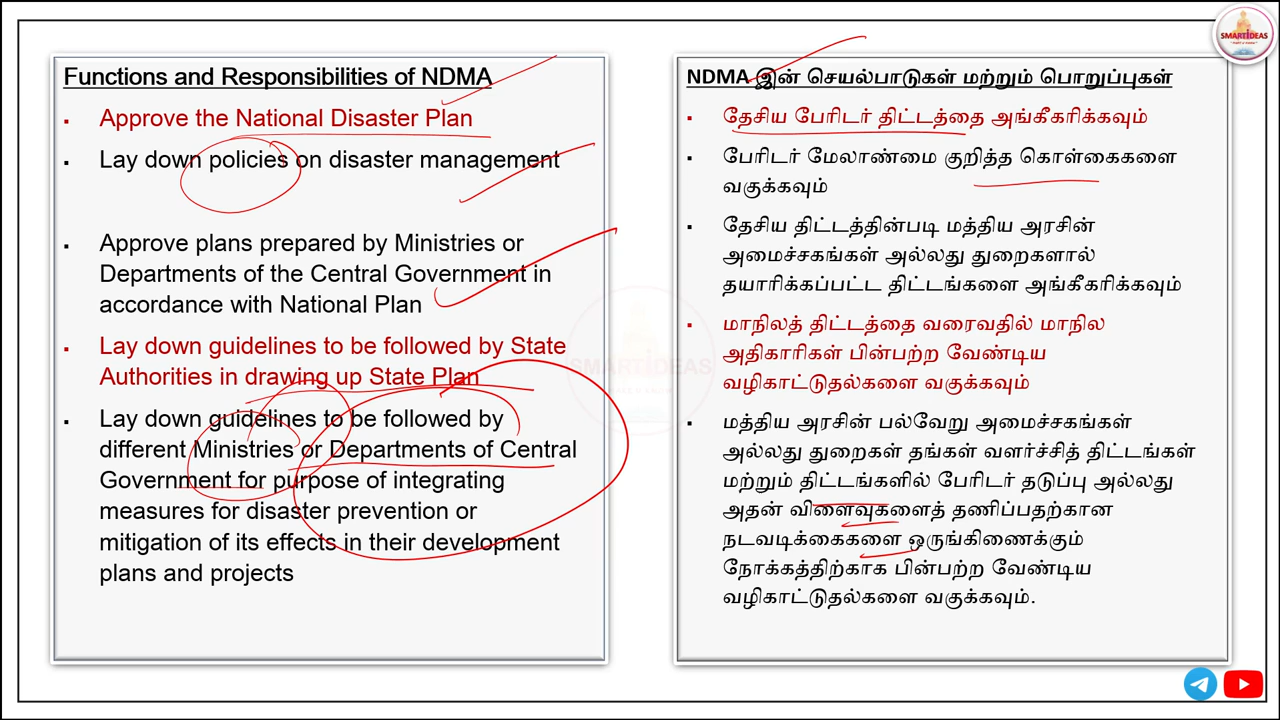 SMARTIDEAS
Functions and Responsibilities of NDMA
▪ Approve the National Disaster Plan
▪ Lay down policies on disaster management
▪ Approve plans prepared by Ministries or
Departments of the Central Government in
accordance with National Plan
▪ Lay down guidelines to be followed by State
Authorities in drawing up State Plan
▪ Lay down guidelines to be followed by
different Ministries or Departments of Central
Government for purpose of integrating
measures for disaster prevention or
mitigation of its effects in their development
plans and projects
NDMA இன் செயல்பாடுகள் மற்றும் பொறுப்புகள்
▪ தேசிய பேரிடர் திட்டத்தை அங்கீகரிக்கவும்
▪ பேரிடர் மேலாண்மை குறித்த கொள்கைகளை
வகுக்கவும்
▪ தேசிய திட்டத்தின்படி மத்திய அரசின்
அமைச்சகங்கள் அல்லது துறைகளால்
தயாரிக்கப்பட்ட திட்டங்களை அங்கீகரிக்கவும்
▪ மாநிலத் திட்டத்தை வரைவதில் மாநில
அதிகாரிகள் பின்பற்ற வேண்டிய
வழிகாட்டுதல்களை வகுக்கவும்
▪ மத்திய அரசின் பல்வேறு அமைச்சகங்கள்
அல்லது துறைகள் தங்கள் வளர்ச்சித் திட்டங்கள்
மற்றும் திட்டங்களில் பேரிடர் தடுப்பு அல்லது
அதன் விளைவுகளைத் தணிப்பதற்கான
நடவடிக்கைகளை ஒருங்கிணைக்கும்
நோக்கத்திற்காக பின்பற்ற வேண்டிய
வழிகாட்டுதல்களை வகுக்கவும்.
SMARTIDEAS